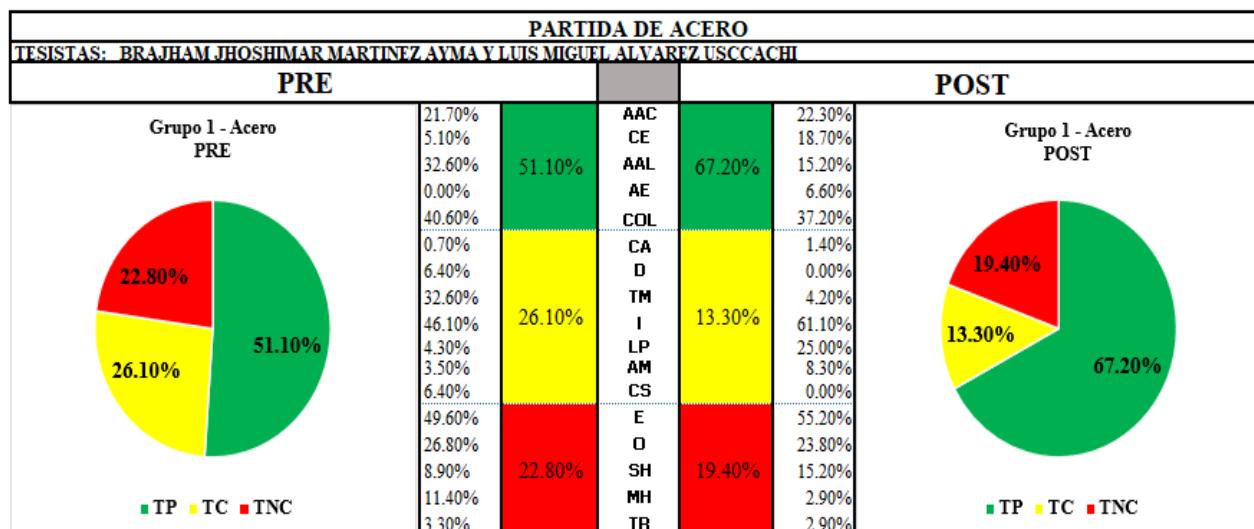 PARTIDA DE ACERO
TESISTAS: BRAJHAM JHOSHIMAR MARTINEZ AYMA Y LUIS MIGUEL ALVAREZ USCCACHI
PRE POST
Grupo 1 - Acero
PRE
22.80%
51.10%
26.10%
TP TC TNC
21.70% AAC 22.30%
5.10% CE 18.70%
32.60% 51.10% AAL 67.20% 15.20%
0.00% AE 6.60%
40.60% COL 37.20%
0.70% CA 1.40%
6.40% D 0.00%
32.60% TM 4.20%
46.10% 26.10% I 13.30% 61.10%
4.30% LP 25.00%
3.50% AM 8.30%
6.40% CS 0.00%
49.60% E 55.20%
26.80% O 23.80%
8.90% 22.80% SH 19.40% 15.20%
11.40% MH 2.90%
3.30% TR 2.90%
Grupo 1 - Acero
POST
19.40%
13.30%
67.20%
TP TC TNC